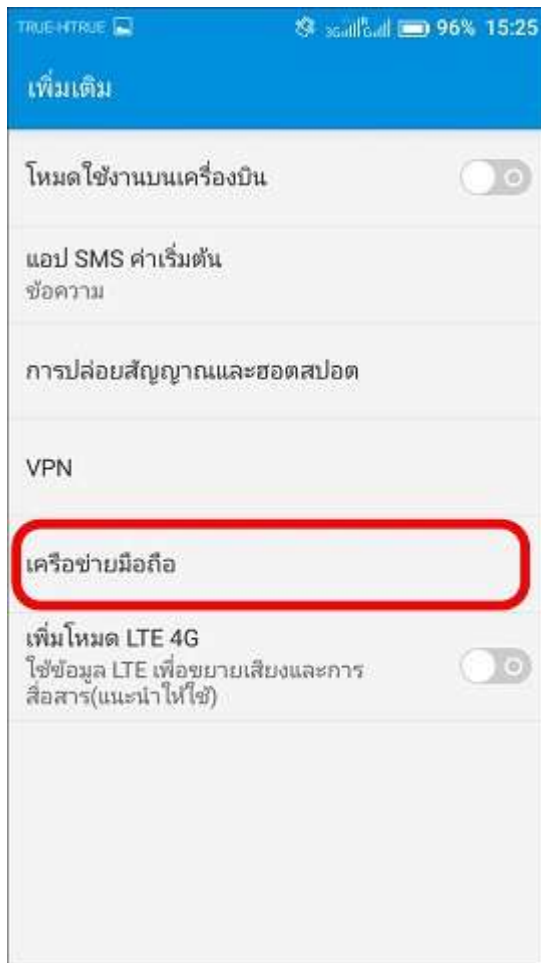 TRUE-HTRUE 96% 15:25
เพิ่มเติม
โหมดใช้งานบนเครื่องบิน
แอป SMS ค่าเริ่มต้น
ข้อความ
การปล่อยสัญญาณและฮอตสปอต
VPN
เครือข่ายมือถือ
เพิ่มโหมด LTE 4G
ใช้ข้อมูล LTE เพื่อขยายเสียงและการ
สื่อสาร(แนะนำให้ใช้)